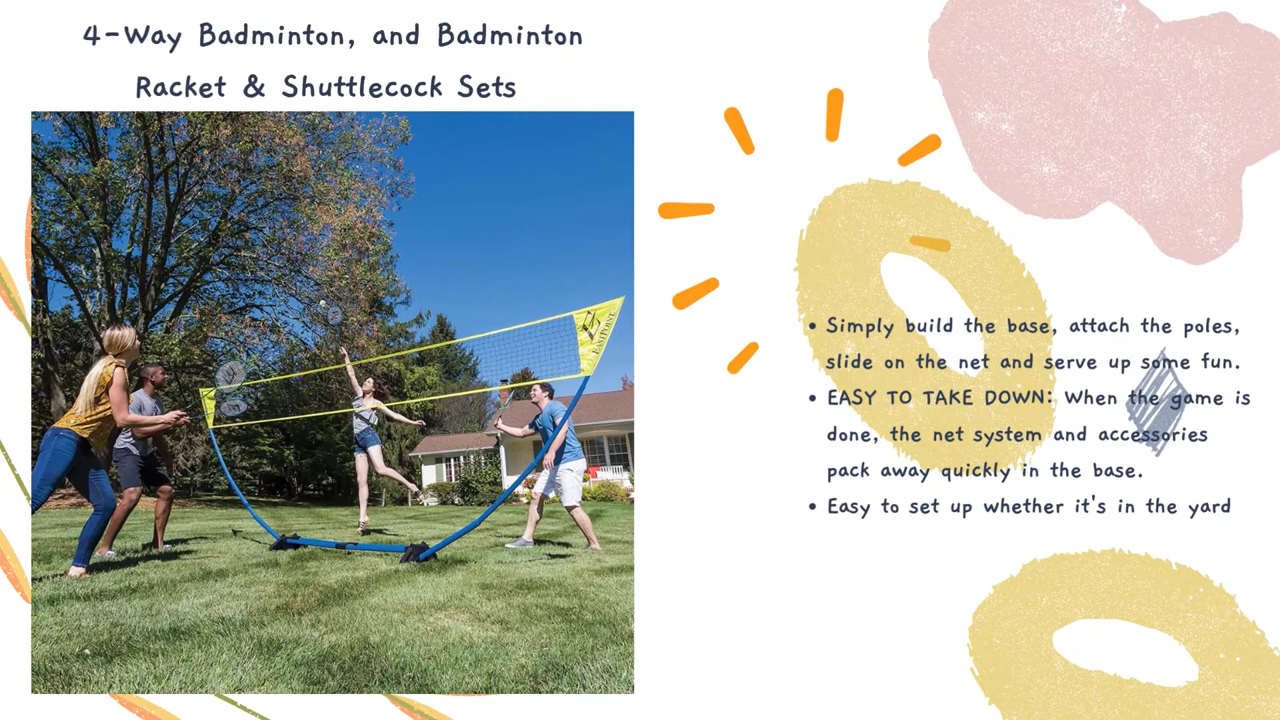 4-Way Badminton, and Badminton
Racket & Shuttlecock Sets
EASTPOINT
• Simply build the base, attach the poles,
slide on the net and serve up some fun.
• EASY TO TAKE DOWN: When the game is
done, the net system and accessories
pack away quickly in the base.
• Easy to set up whether it's in the yard